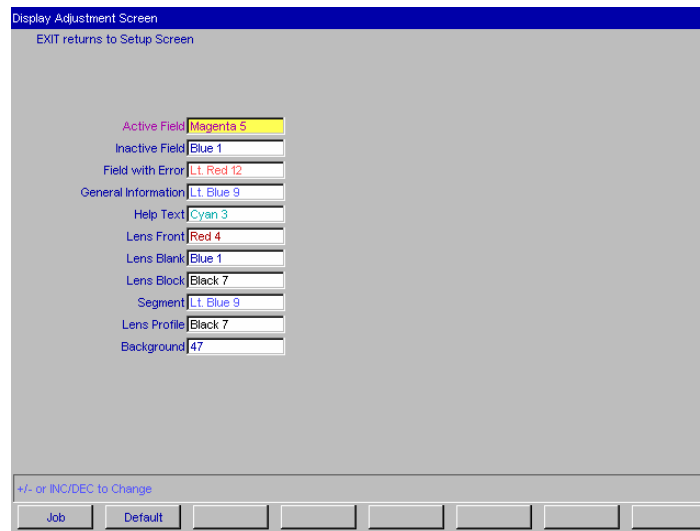 Display Adjustment Screen
EXIT returns to Setup Screen
Active Field Magenta 5
Inactive Field Blue 1
Field with Error Lt. Red 12
General Information Lt. Blue 9
Help Text Cyan 3
Lens Front Red 4
Lens Blank Blue 1
Lens Block Black 7
Segment Lt. Blue 9
Lens Profile Black 7
Background 47
+/- or INC/DEC to Change
Job Default